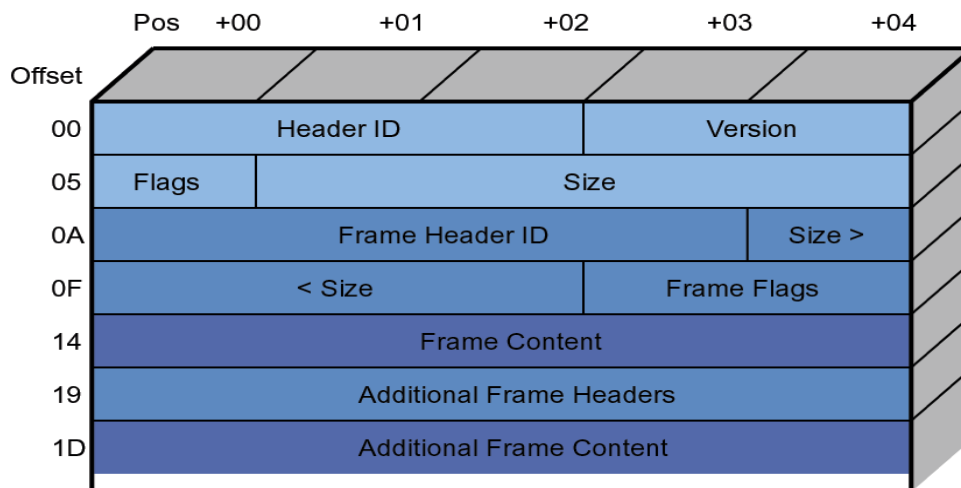 Pos +00 +01 +02 +03 +04
Offset
00 Header ID Version
05 Flags Size
0A Frame Header ID Size >
0F < Size Frame Flags
14 Frame Content
19 Additional Frame Headers
1D Additional Frame Content